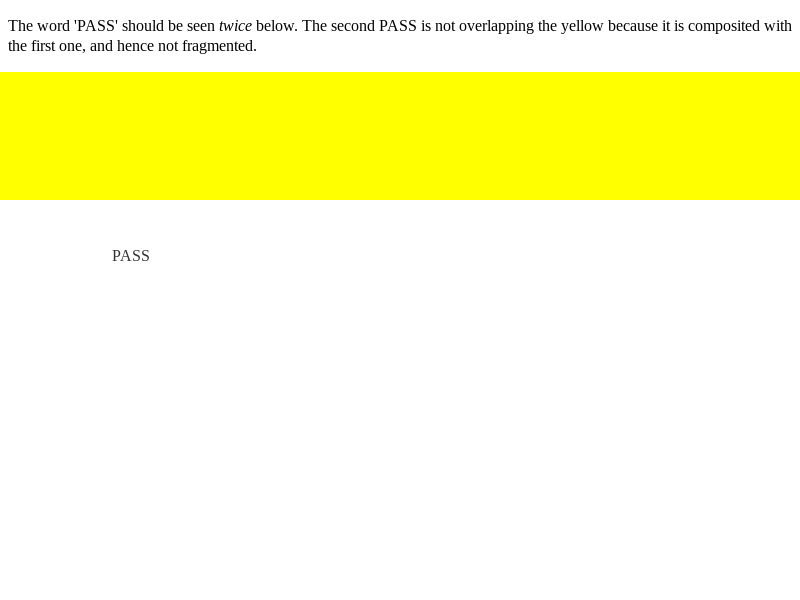 The word 'PASS' should be seen twice below. The second PASS is not overlapping the yellow because it is composited with
the first one, and hence not fragmented.
PASS